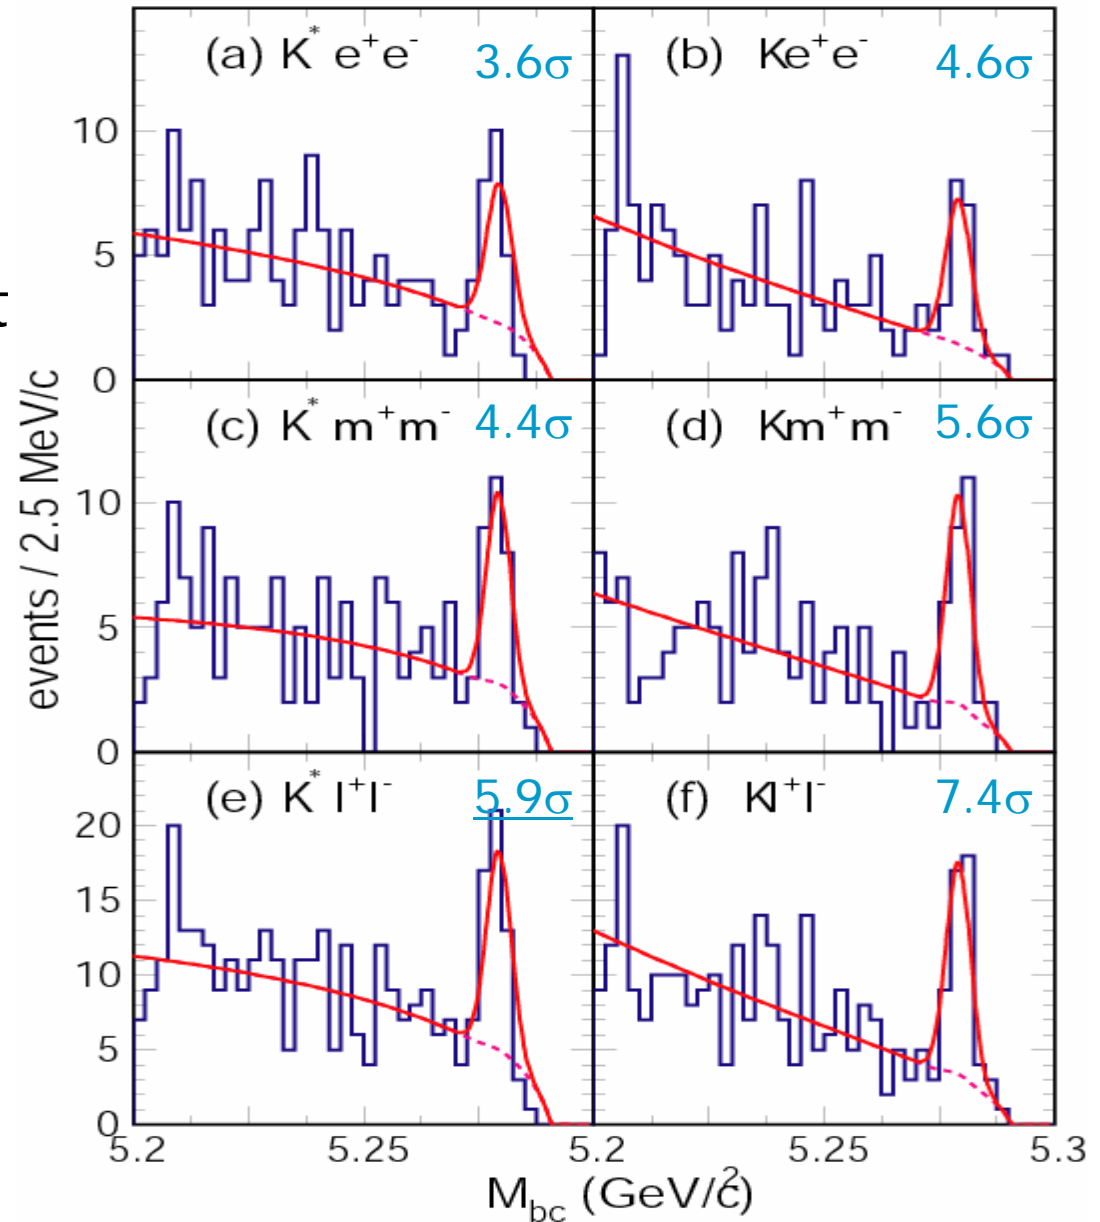 (a) K* e+e- 3.6σ
(b) Ke+e- 4.6σ
10
5
0
(c) K* m+m- 4.4σ
(d) Km+m- 5.6σ
10
5
0
(e) K* l+l- 5.9σ
(f) Kl+l- 7.4σ
20
15
10
5
0
events / 2.5 MeV/c
5.2 5.25 5.2 5.25 5.3
Mbc (GeV/c2)